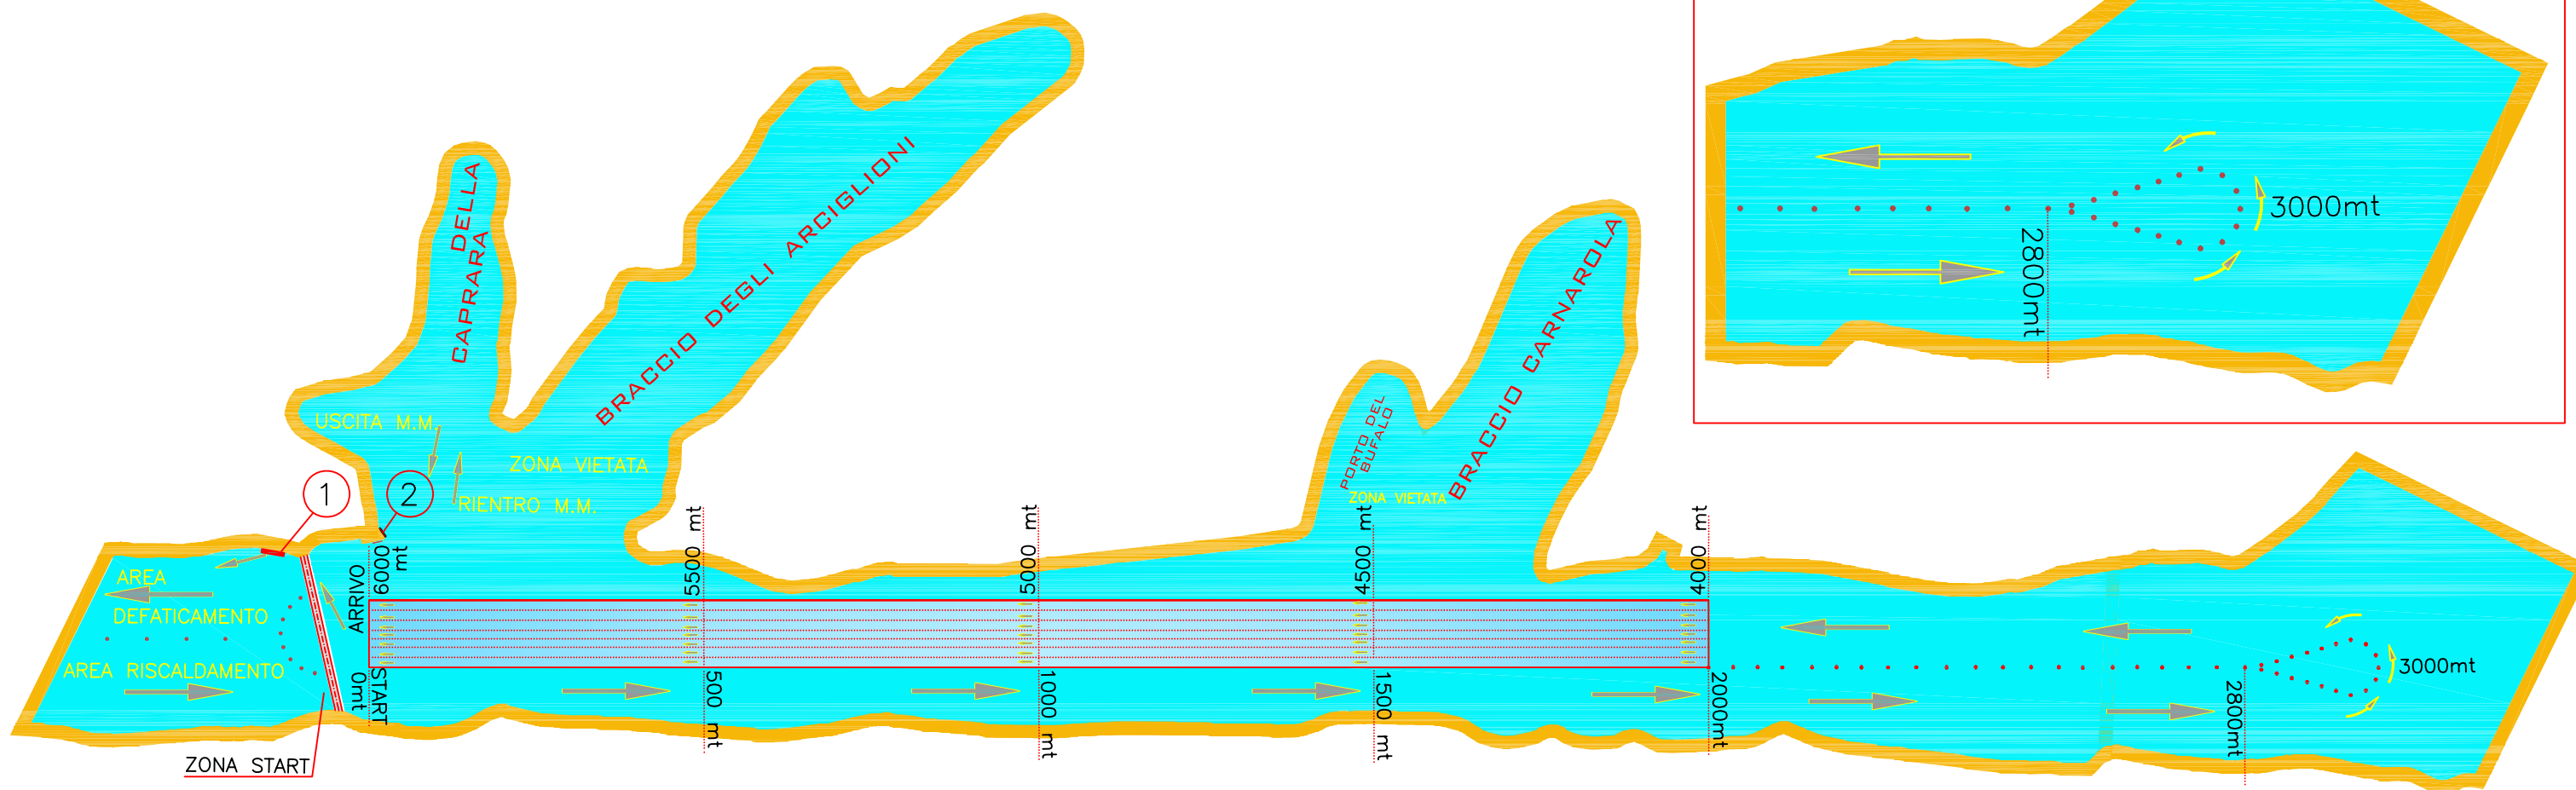 3000mt
2800mt
CAPRARA DELLA
BRACCIO DEGLI ARCIGLIONI
PORTO DEL
BUFALO
BRACCIO CARNAROLA
USCITA M.M.
ZONA VIETATA
RIENTRO M.M.
ZONA VIETATA
1
2
6000
mt
5500 mt
5000 mt
4500 mt
4000 mt
ARRIVO
AREA
DEFATICAMENTO
AREA RISCALDAMENTO
START
0mt
500 mt
1000 mt
1500 mt
2000mt
2800mt
3000mt
ZONA START